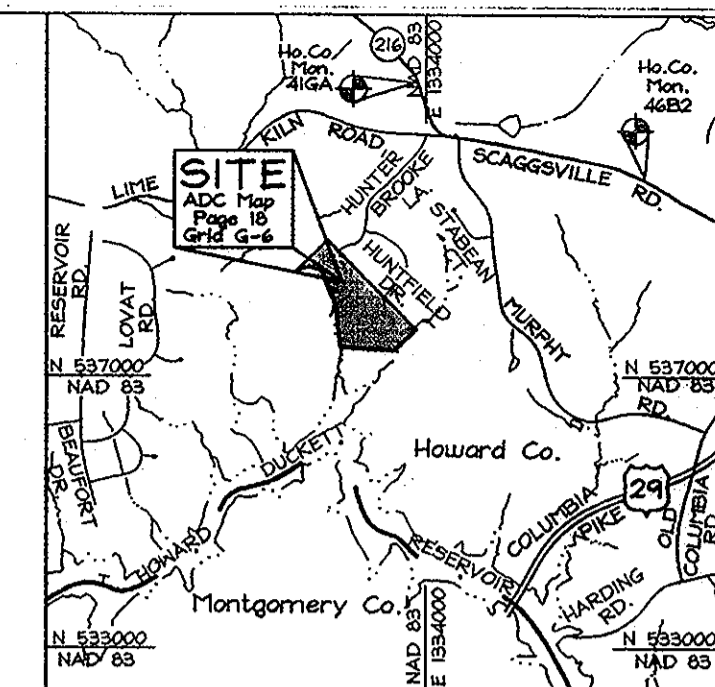 216
Ho.Co.
Mon.
41GA
NAD 83
E 1334000
Ho.Co.
Mon.
46B2
KILN ROAD
SCAGGSVILLE RD.
LIME
SITE
ADC Map
Page 18
Grid G-6
HUNTER
BROOKE
LA.
STABEAN
CT.
HUNTFIELD
DR.
RESERVOIR
RD.
LOVAT
RD.
MURPHY
RD.
N 537000
NAD 83
N 537000
NAD 83
BEAUFORT
DR.
DUCKETT
Howard Co.
29
COLUMBIA
PIKE
OLD
COLUMBIA
RD.
HOWARD
RESERVOIR
Montgomery Co.
HARDING
RD.
N 533000
NAD 83
NAD 83
E 1334000
N 533000
NAD 83